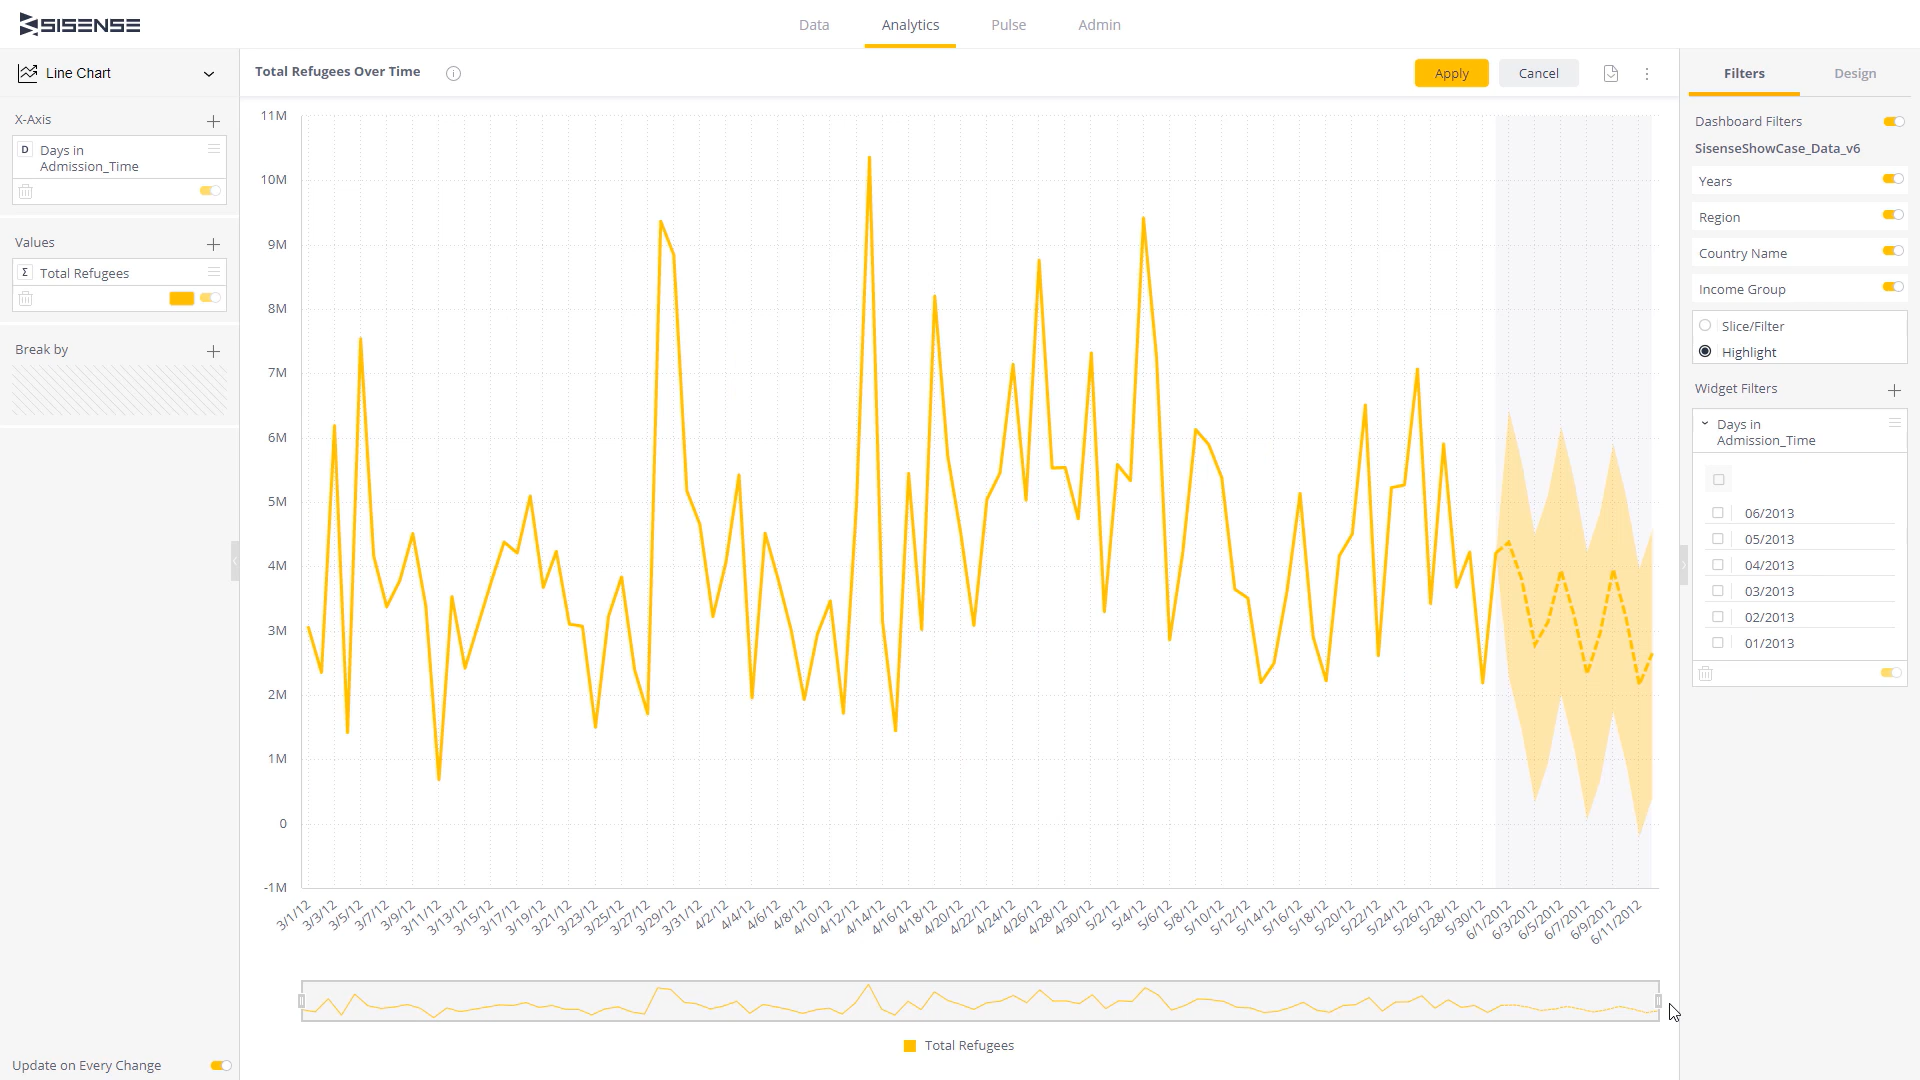 SISENSE
Data
Analytics
Pulse
Admin
Line Chart
X-Axis
D
Days in
Admission_Time
Values
Σ
Total Refugees
Break by
Update on Every Change
Total Refugees Over Time
i
Apply
Cancel
11M
10M
9M
8M
7M
6M
5M
4M
3M
2M
1M
0
-1M
3/1/12
3/3/12
3/5/12
3/7/12
3/9/12
3/11/12
3/13/12
3/15/12
3/17/12
3/19/12
3/21/12
3/23/12
3/25/12
3/27/12
3/29/12
3/31/12
4/2/12
4/4/12
4/6/12
4/8/12
4/10/12
4/12/12
4/14/12
4/16/12
4/18/12
4/20/12
4/22/12
4/24/12
4/26/12
4/28/12
4/30/12
5/2/12
5/4/12
5/6/12
5/8/12
5/10/12
5/12/12
5/14/12
5/16/12
5/18/12
5/20/12
5/22/12
5/24/12
5/26/12
5/28/12
5/30/12
6/1/2012
6/3/2012
6/5/2012
6/7/2012
6/9/2012
6/11/2012
Total Refugees
Filters
Design
Dashboard Filters
SisenseShowCase_Data_v6
Years
Region
Country Name
Income Group
Slice/Filter
Highlight
Widget Filters
Days in
Admission_Time
06/2013
05/2013
04/2013
03/2013
02/2013
01/2013